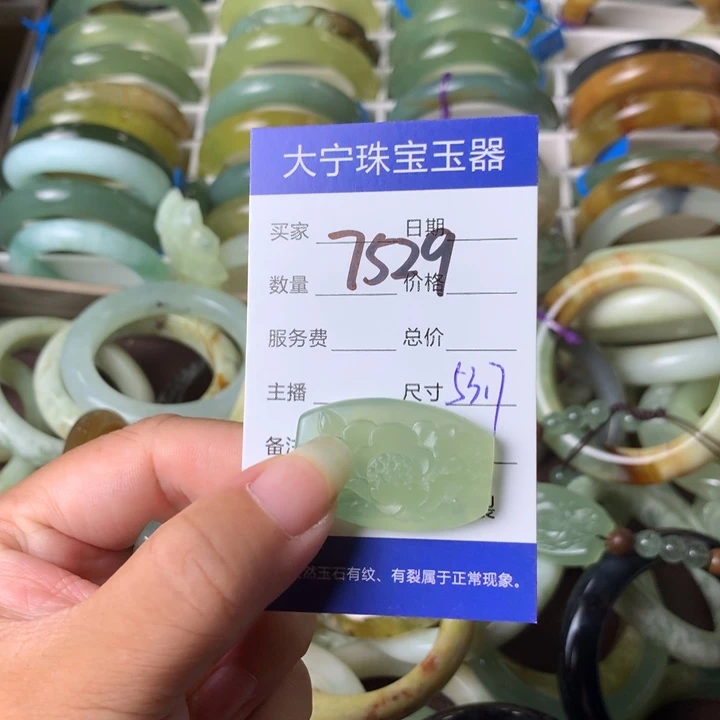 大宁珠宝玉器
买家 日期
7529
数量 价格
服务费 总价
主播 尺寸 53.7
备注
然玉石有纹、有裂属于正常现象。